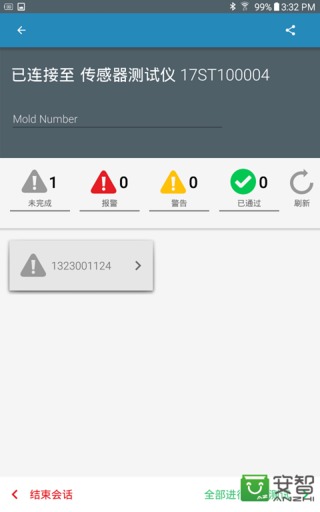 99% 3:32 PM
已连接至 传感器测试仪 17ST100004
Mold Number
1 0 0 0
未完成 报警 警告 已通过 刷新
1323001124
结束会话 全部进行
安智
ANZHI